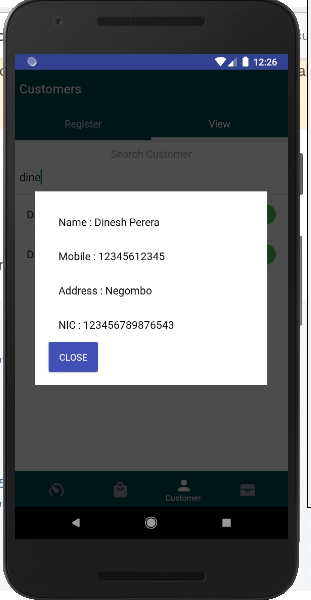 12:26
Customers
Register View
Search Customer
dine
Name : Dinesh Perera
Mobile : 12345612345
Address : Negombo
NIC : 123456789876543
CLOSE
Customer